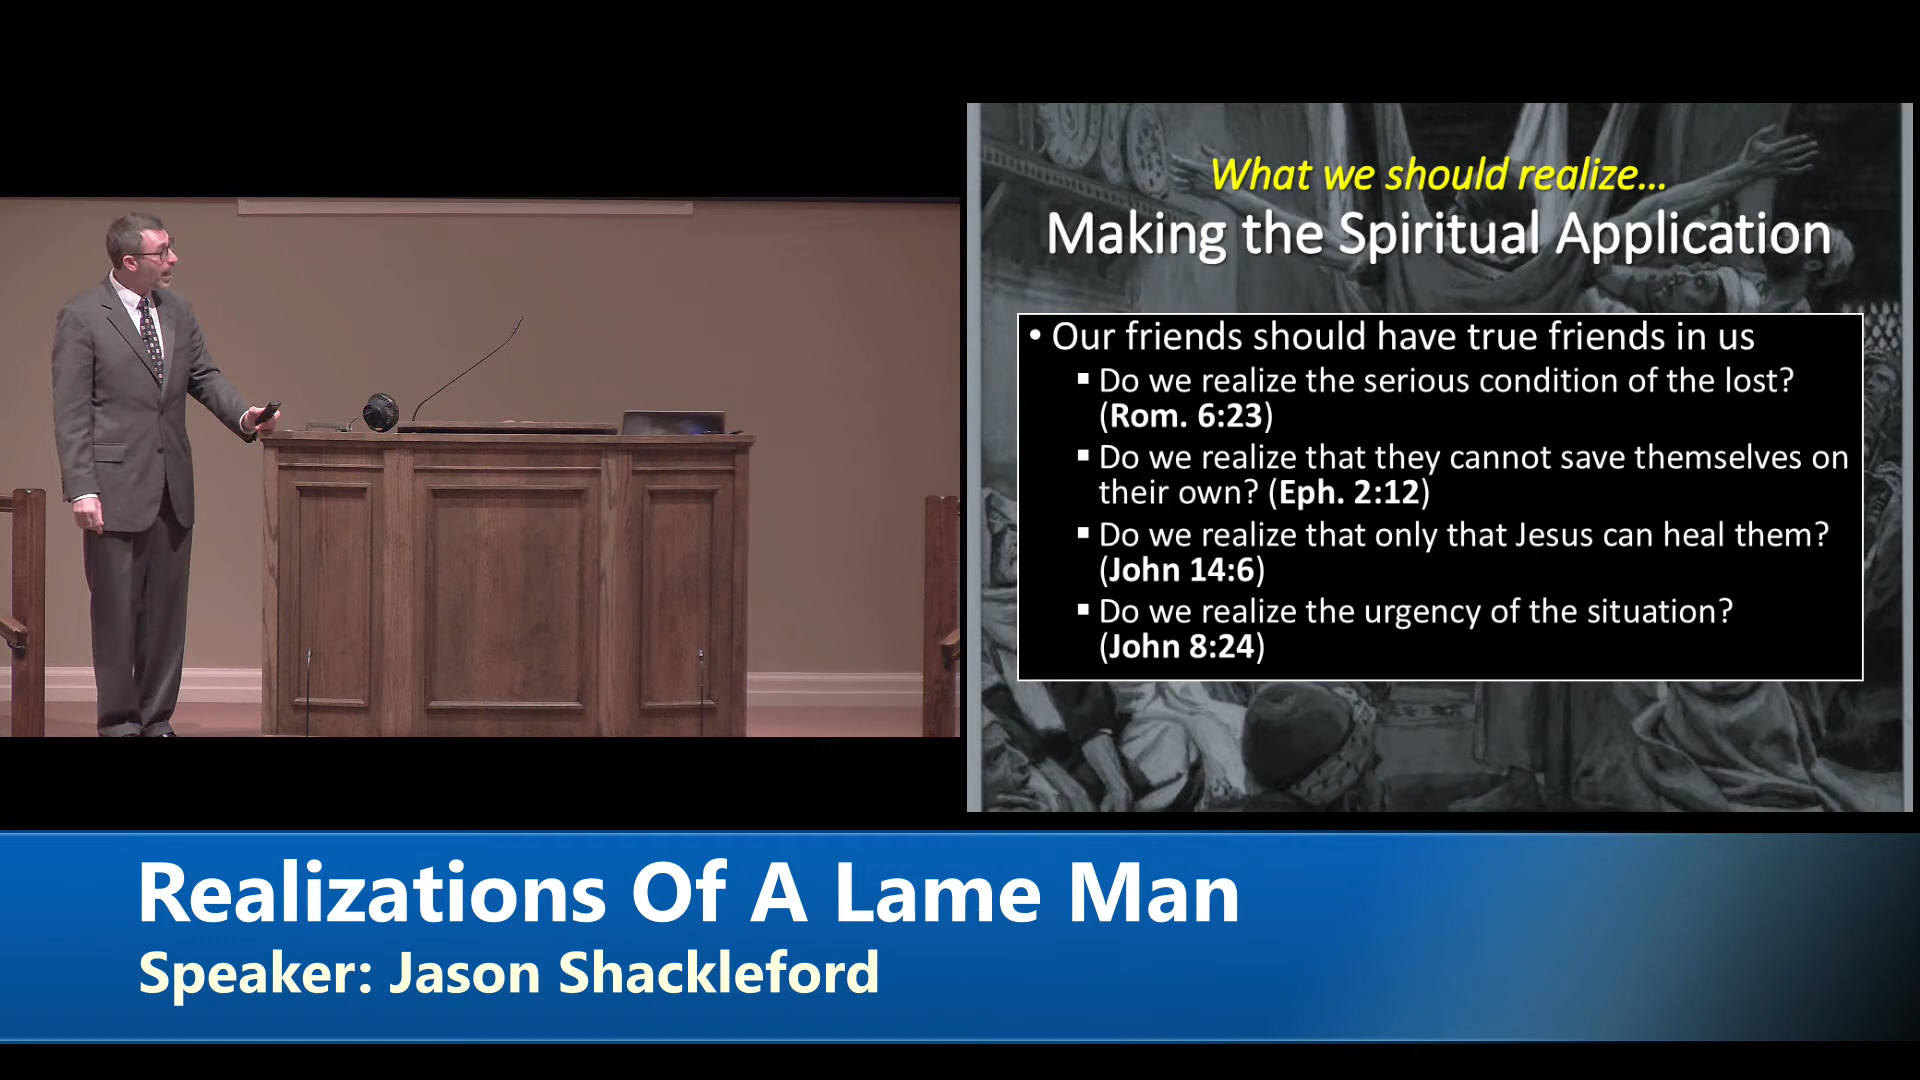 What we should realize...
Making the Spiritual Application
• Our friends should have true friends in us
▪ Do we realize the serious condition of the lost?
(Rom. 6:23)
▪ Do we realize that they cannot save themselves on
their own? (Eph. 2:12)
▪ Do we realize that only that Jesus can heal them?
(John 14:6)
▪ Do we realize the urgency of the situation?
(John 8:24)
Realizations Of A Lame Man
Speaker: Jason Shackleford